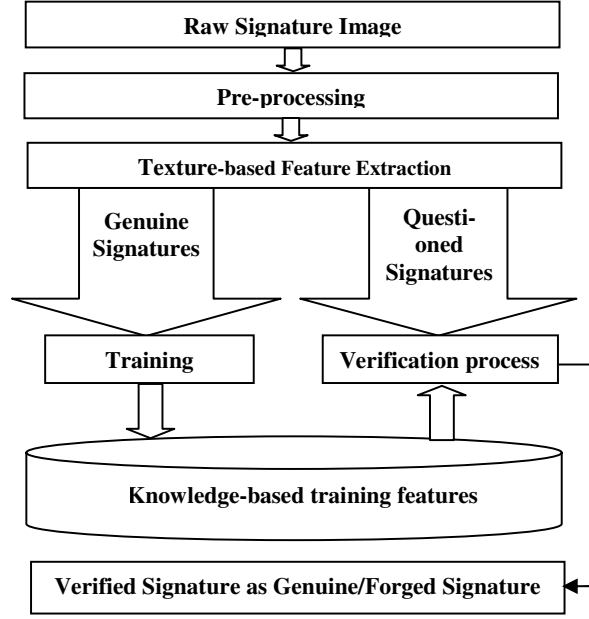 Raw Signature Image
Pre-processing
Texture-based Feature Extraction
Genuine
Signatures
Questi-
oned
Signatures
Training
Verification process
Knowledge-based training features
Verified Signature as Genuine/Forged Signature